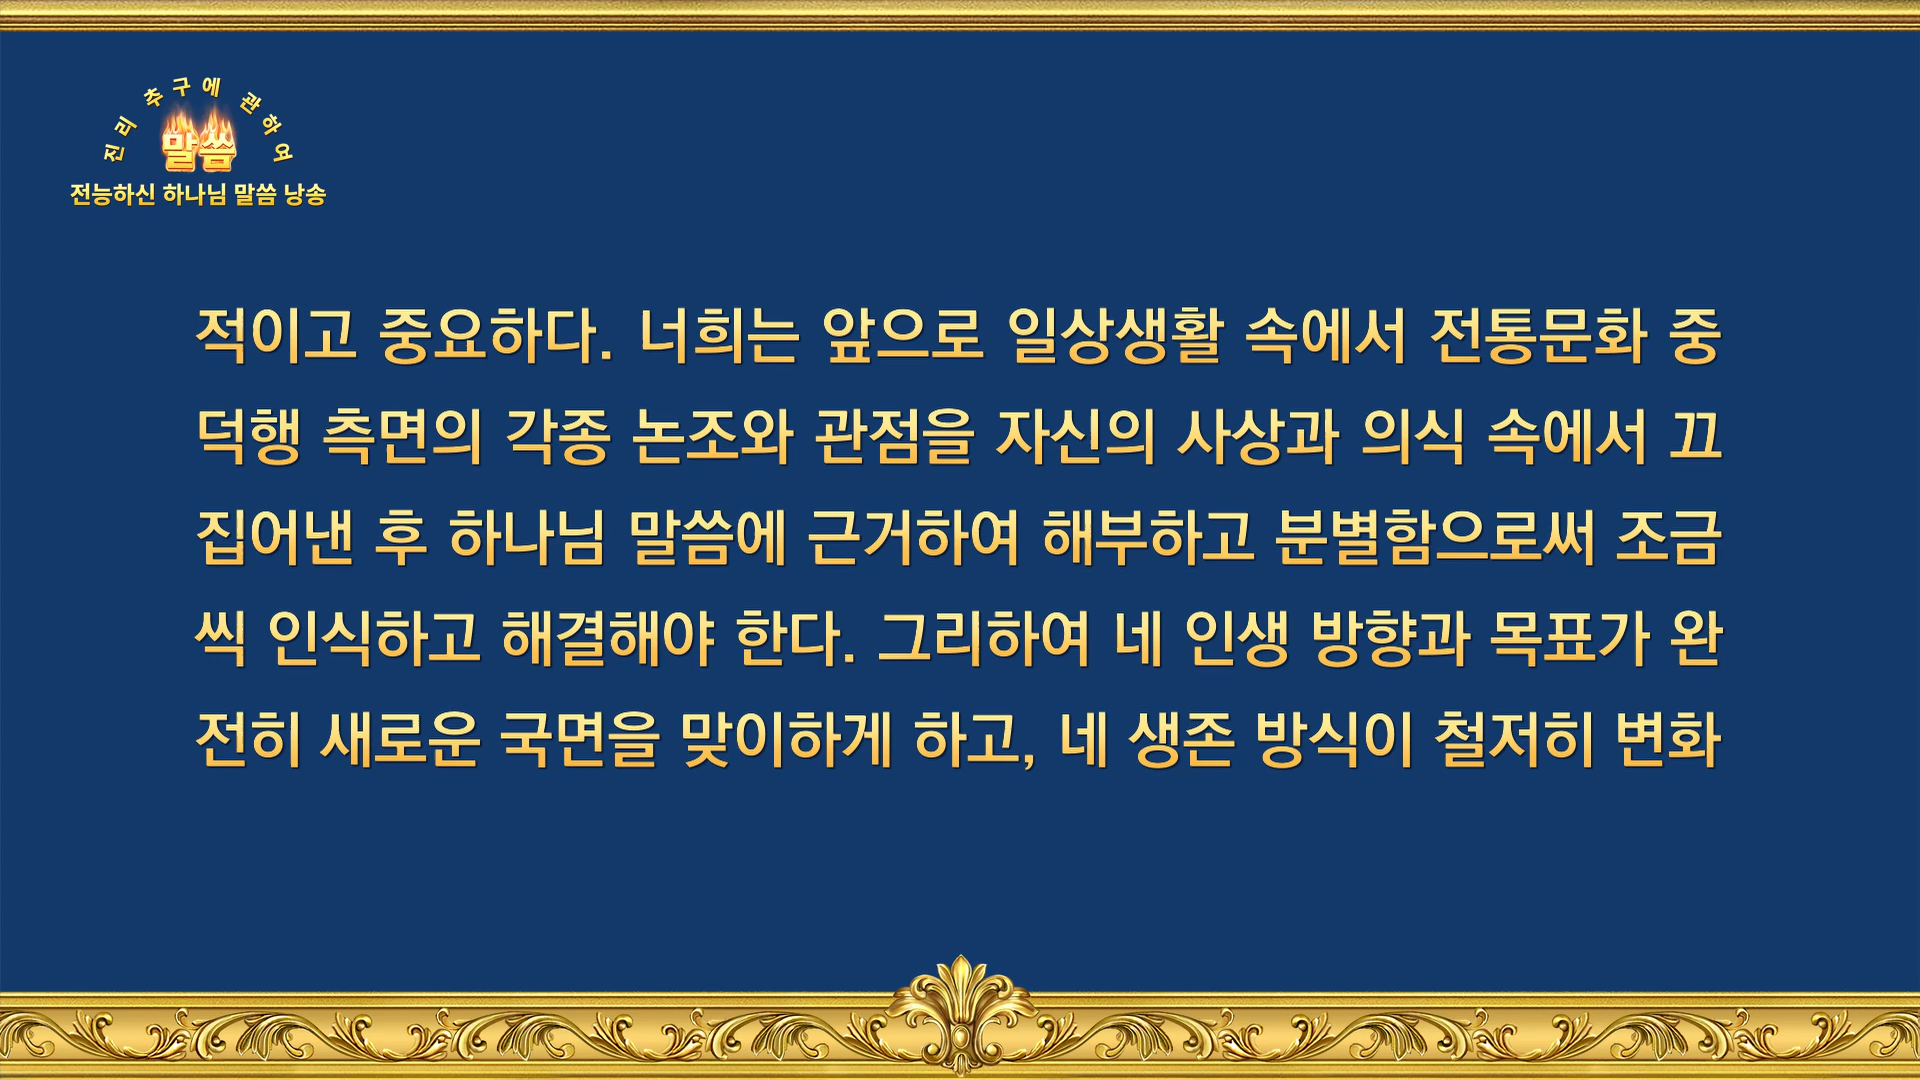 진리 추구에 관하여
말씀
전능하신 하나님 말씀 낭송
적이고 중요하다. 너희는 앞으로 일상생활 속에서 전통문화 중
덕행 측면의 각종 논조와 관점을 자신의 사상과 의식 속에서 끄
집어낸 후 하나님 말씀에 근거하여 해부하고 분별함으로써 조금
씩 인식하고 해결해야 한다. 그리하여 네 인생 방향과 목표가 완
전히 새로운 국면을 맞이하게 하고, 네 생존 방식이 철저히 변화